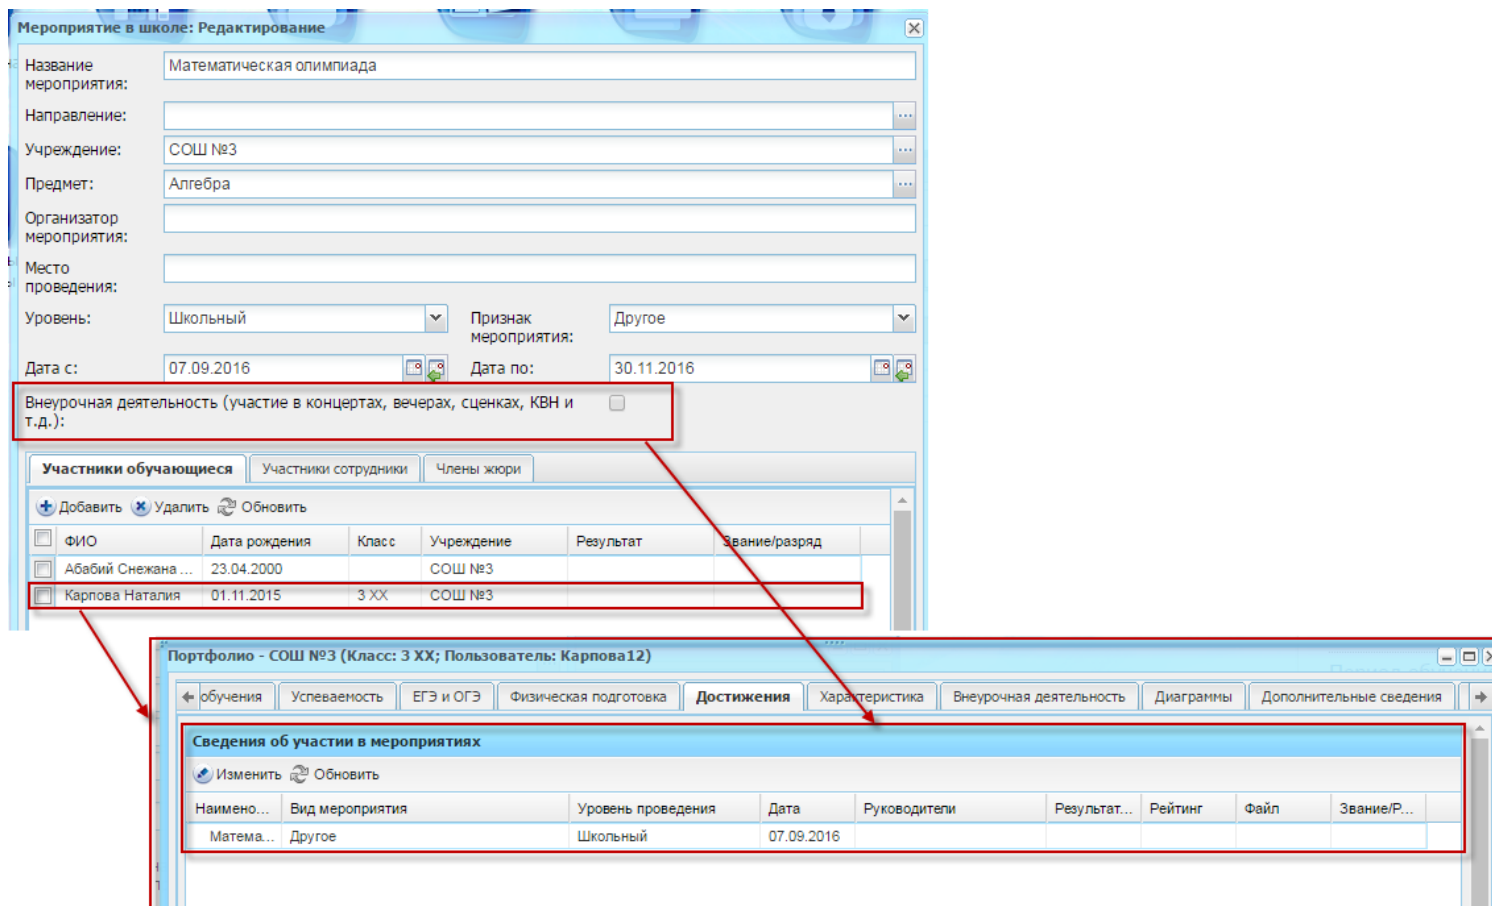 Мероприятие в школе: Редактирование
Название
мероприятия:
Математическая олимпиада
Направление:
Учреждение:
СОШ №3
Предмет:
Алгебра
Организатор
мероприятия:
Место
проведения:
Уровень:
Школьный
Признак
мероприятия:
Другое
Дата с:
07.09.2016
Дата по:
30.11.2016
Внеурочная деятельность (участие в концертах, вечерах, сценках, КВН и
т.д.):
Участники обучающиеся Участники сотрудники Члены жюри
Добавить Удалить Обновить
ФИО Дата рождения Класс Учреждение Результат Звание/разряд
Абабий Снежана ... 23.04.2000 СОШ №3
Карпова Наталия 01.11.2015 3 XX СОШ №3
Портфолио - СОШ №3 (Класс: 3 XX; Пользователь: Карпова12)
обучения Успеваемость ЕГЭ и ОГЭ Физическая подготовка Достижения Характеристика Внеурочная деятельность Диаграммы Дополнительные сведения
Сведения об участии в мероприятиях
Изменить Обновить
Наимено... Вид мероприятия Уровень проведения Дата Руководители Результат... Рейтинг Файл Звание/Р...
Матема... Другое Школьный 07.09.2016